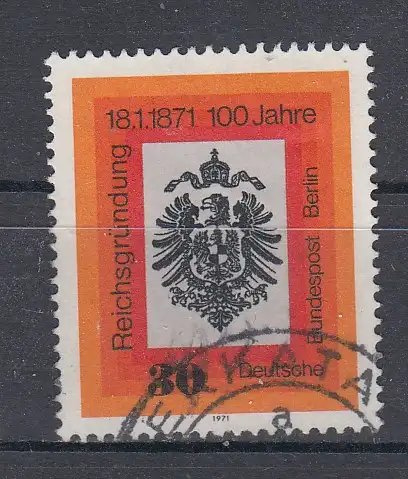 18.1.1871 100 Jahre
Reichsgründung
Deutsche
Bundespost Berlin
30
1971
a